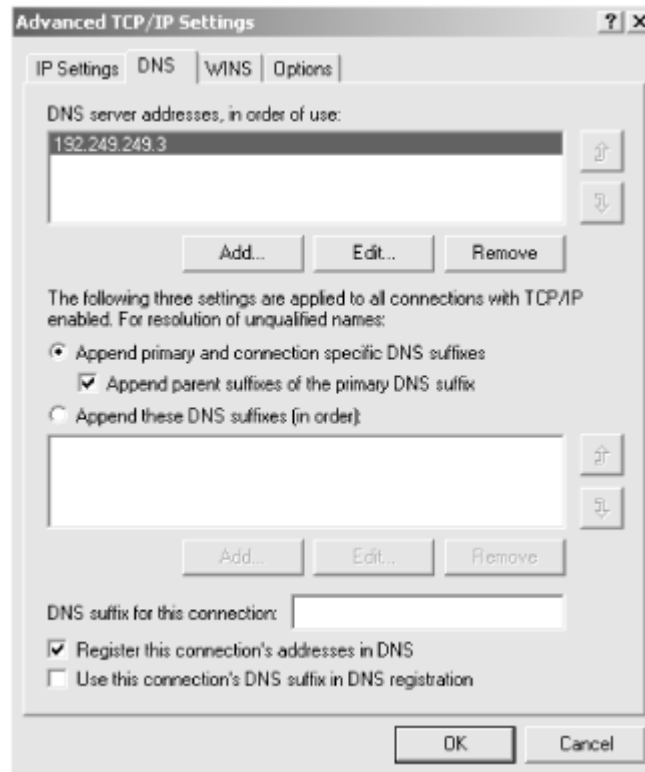 Advanced TCP/IP Settings
IP Settings DNS WINS Options
DNS server addresses, in order of use:
192.249.249.3
Add... Edit... Remove
The following three settings are applied to all connections with TCP/IP
enabled. For resolution of unqualified names:
Append primary and connection specific DNS suffixes
Append parent suffixes of the primary DNS suffix
Append these DNS suffixes (in order):
Add... Edit... Remove
DNS suffix for this connection:
Register this connection's addresses in DNS
Use this connection's DNS suffix in DNS registration
OK Cancel